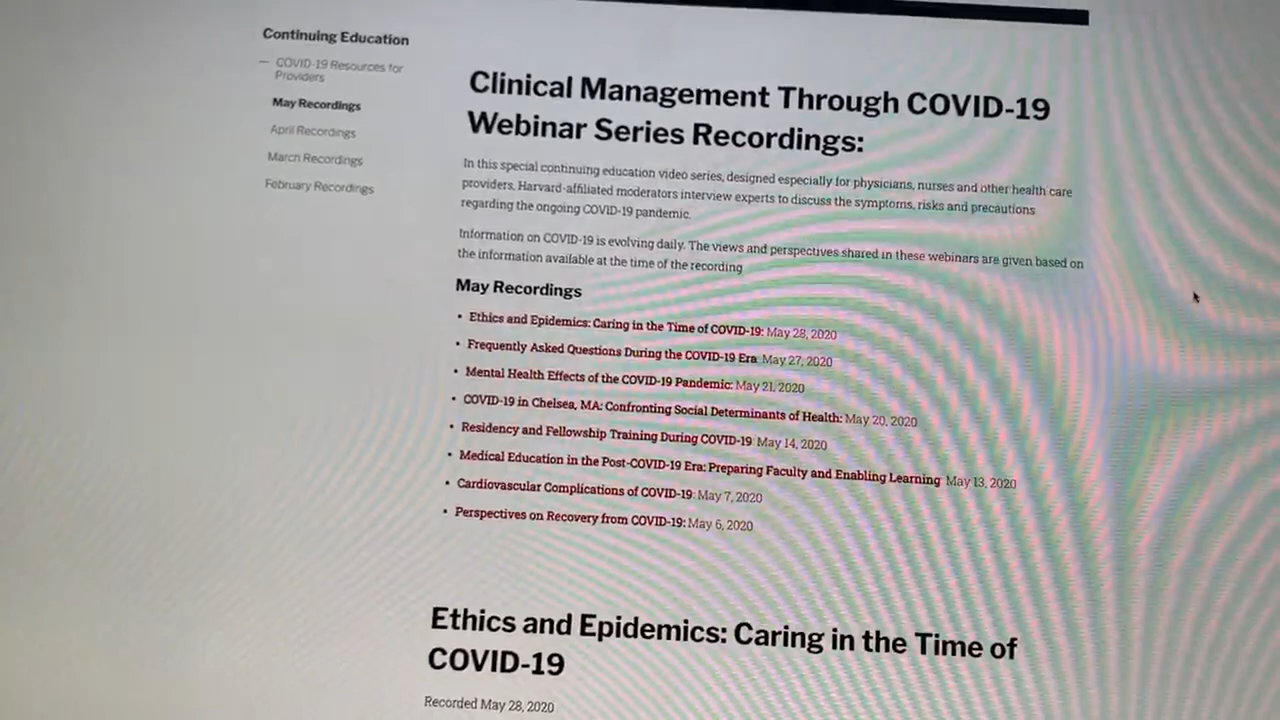 Continuing Education
— COVID-19 Resources for
Providers
May Recordings
April Recordings
March Recordings
February Recordings
Clinical Management Through COVID-19
Webinar Series Recordings:
In this special continuing education video series, designed especially for physicians, nurses and other health care
providers, Harvard-affiliated moderators interview experts to discuss the symptoms, risks and precautions
regarding the ongoing COVID-19 pandemic.
Information on COVID-19 is evolving daily. The views and perspectives shared in these webinars are given based on
the information available at the time of the recording
May Recordings
• Ethics and Epidemics: Caring in the Time of COVID-19: May 28, 2020
• Frequently Asked Questions During the COVID-19 Era: May 27, 2020
• Mental Health Effects of the COVID-19 Pandemic: May 21, 2020
• COVID-19 in Chelsea, MA: Confronting Social Determinants of Health: May 20, 2020
• Residency and Fellowship Training During COVID-19: May 14, 2020
• Medical Education in the Post-COVID-19 Era: Preparing Faculty and Enabling Learning: May 13, 2020
• Cardiovascular Complications of COVID-19: May 7, 2020
• Perspectives on Recovery from COVID-19: May 6, 2020
Ethics and Epidemics: Caring in the Time of
COVID-19
Recorded May 28, 2020